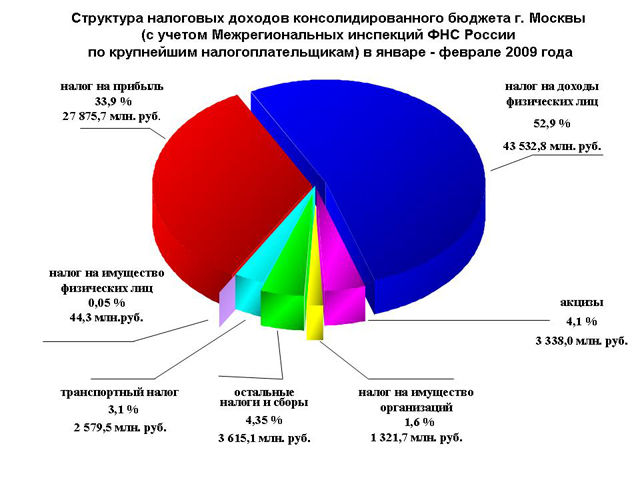 Структура налоговых доходов консолидированного бюджета г. Москвы
(с учетом Межрегиональных инспекций ФНС России
по крупнейшим налогоплательщикам) в январе - феврале 2009 года
налог на прибыль
33,9 %
27 875,7 млн. руб.
налог на доходы
физических лиц
52,9 %
43 532,8 млн. руб.
налог на имущество
физических лиц
0,05 %
44,3 млн.руб.
акцизы
4,1 %
3 338,0 млн. руб.
транспортный налог
3,1 %
2 579,5 млн. руб.
остальные
налоги и сборы
4,35 %
3 615,1 млн. руб.
налог на имущество
организаций
1,6 %
1 321,7 млн. руб.